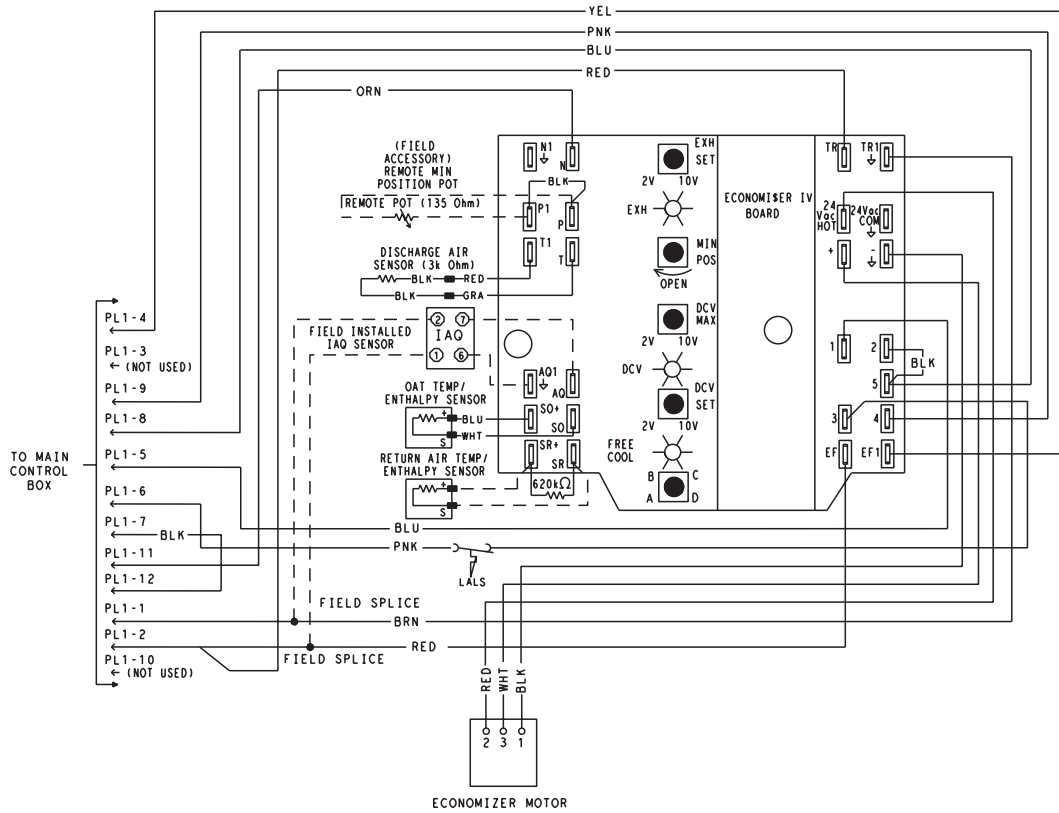 YEL
PNK
BLU
RED
ORN
(FIELD
ACCESSORY)
REMOTE MIN
POSITION POT
REMOTE POT (135 Ohm)
BLK
N1
N
P1
P
T1
T
DISCHARGE AIR
SENSOR (3k Ohm)
BLK
RED
BLK
GRA
2
7
IAQ
1
6
FIELD INSTALLED
IAQ SENSOR
AQ1
AQ
OAT TEMP/
ENTHALPY SENSOR
+
S
BLU
WHT
SO+
SO
RETURN AIR TEMP/
ENTHALPY SENSOR
+
S
SR+
SR
620kΩ
EXH
SET
2V
10V
EXH
MIN
POS
OPEN
DCV
MAX
2V
10V
DCV
DCV
SET
2V
10V
FREE
COOL
B
C
A
D
ECONOMI$ER IV
BOARD
TR
TR1
24
Vac
HOT
24Vac
COM
+
-
1
2
BLK
5
3
4
EF
EF1
TO MAIN
CONTROL
BOX
PL1-4
PL1-3
(NOT USED)
PL1-9
PL1-8
PL1-5
PL1-6
PL1-7
BLK
PL1-11
PL1-12
PL1-1
PL1-2
PL1-10
(NOT USED)
BLU
PNK
LALS
FIELD SPLICE
BRN
FIELD SPLICE
RED
RED
WHT
BLK
2
3
1
ECONOMIZER MOTOR